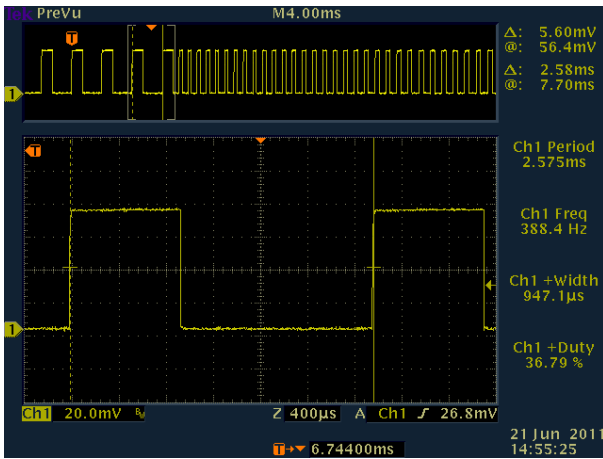 PreVu M4.00ms
T
1
Δ: 5.60mV
@: 56.4mV
Δ: 2.58ms
@: 7.70ms
T
Ch1 Period
2.575ms
Ch1 Freq
388.4 Hz
Ch1 +Width
947.1µs
Ch1 +Duty
36.79 %
1
Ch1 20.0mV Z 400µs A Ch1 26.8mV
T 6.74400ms
21 Jun 2011
14:55:25